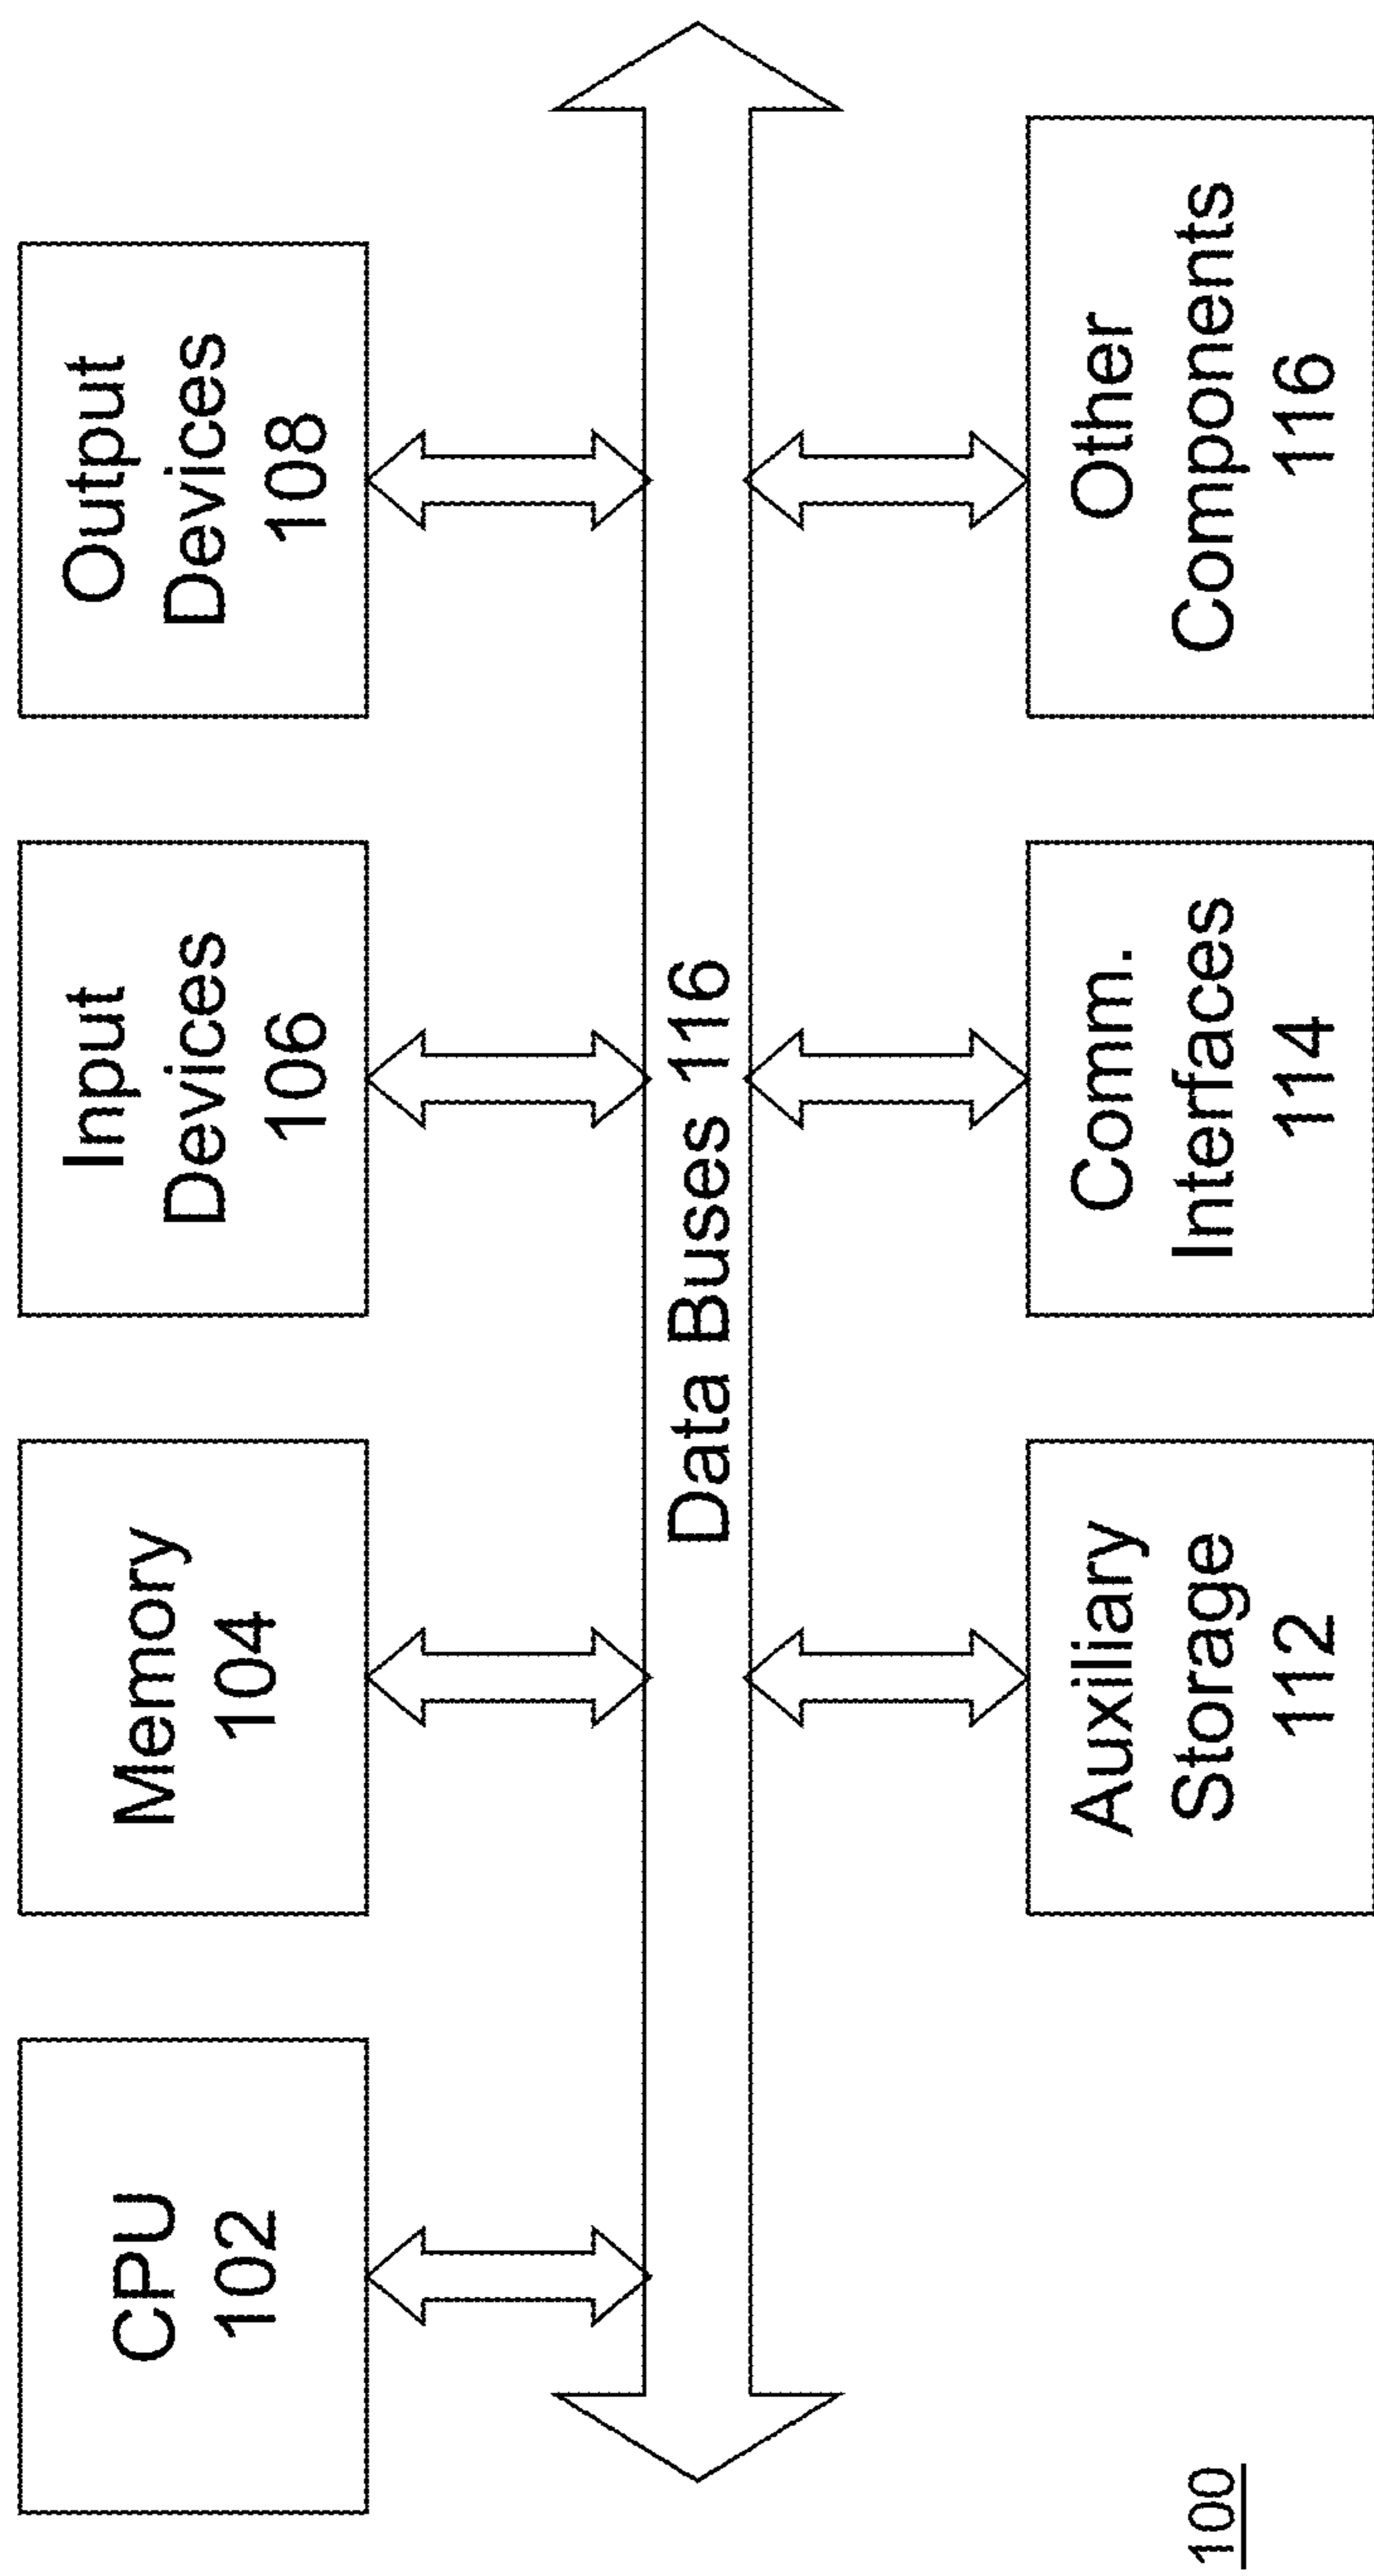 CPU
102
Memory
104
Input
Devices
106
Output
Devices
108
Data Buses 116
Auxiliary
Storage
112
Comm.
Interfaces
114
Other
Components
116
100